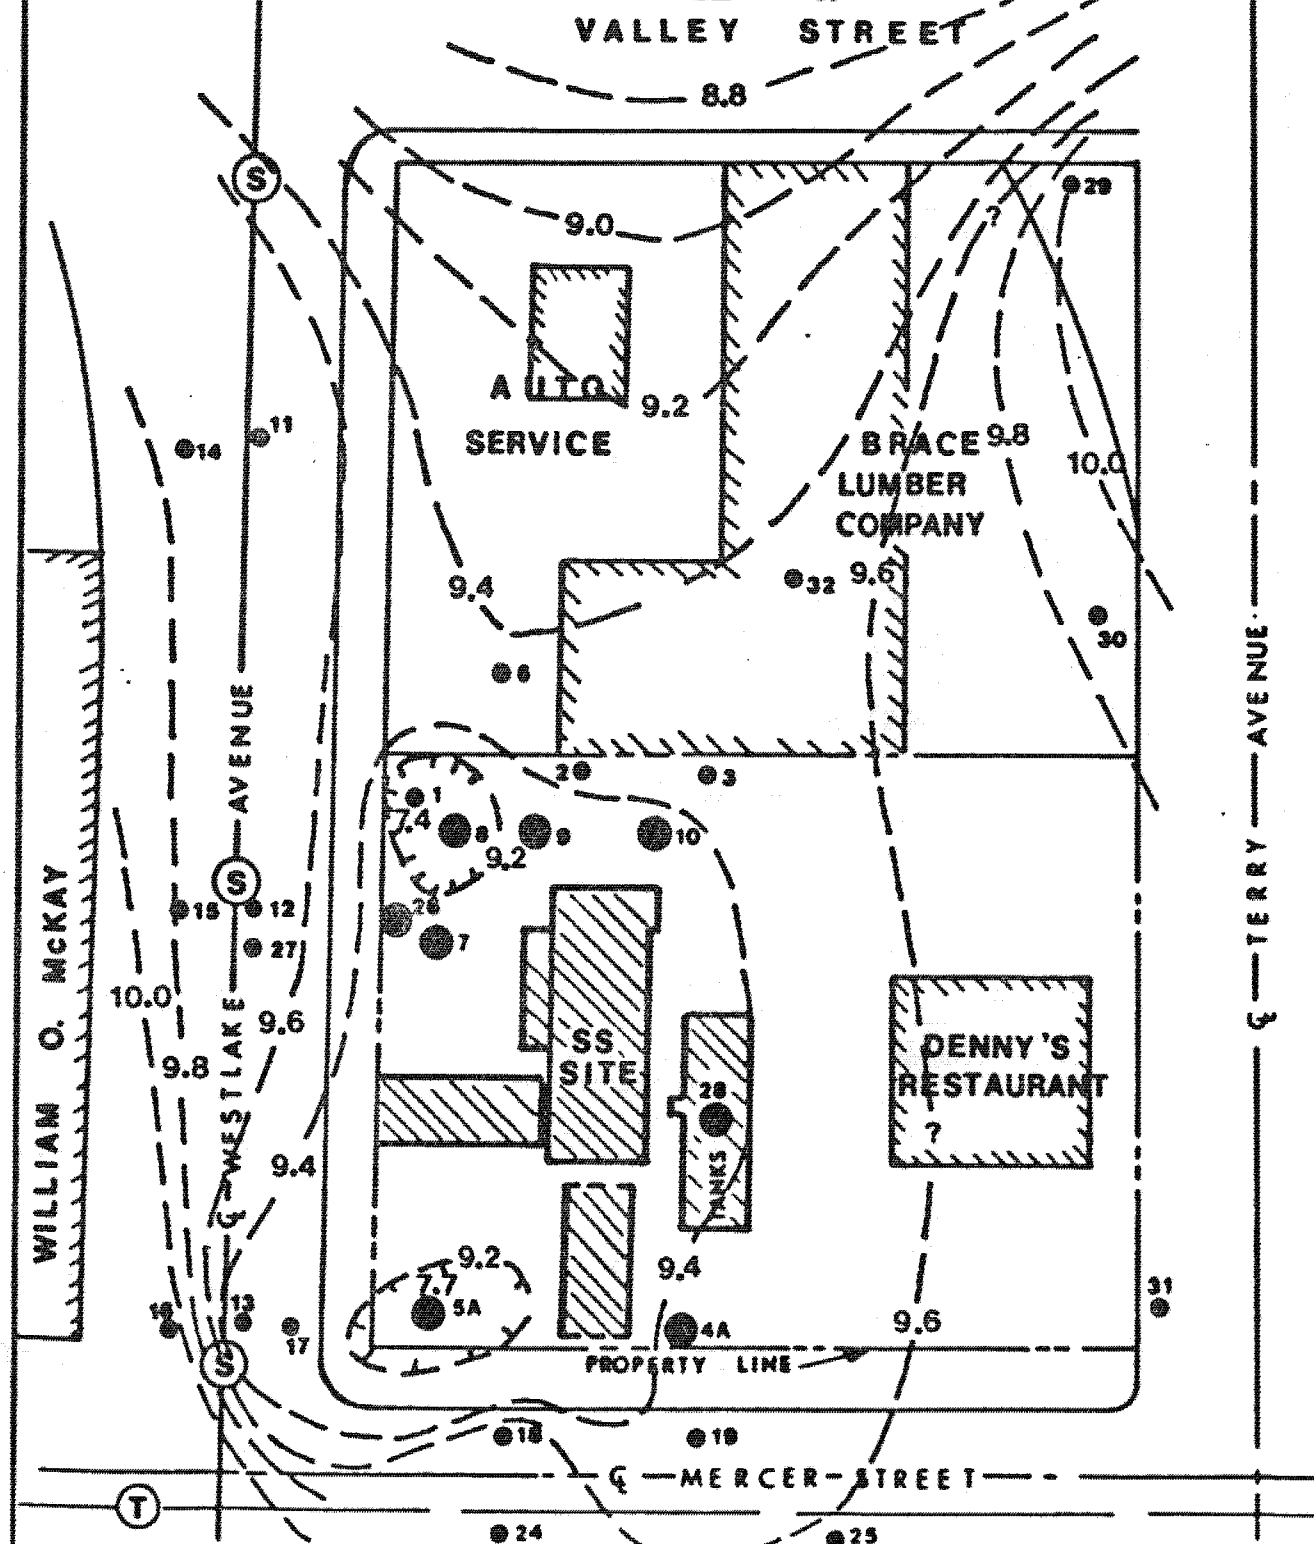 VALLEY STREET
8.8
S
29
9.0
?
AUTO
9.2
SERVICE
11
14
BRACE 9.8
10.0
LUMBER
COMPANY
9.4
32
9.6
30
6
AVENUE
AVENUE
2
3
1
7.4
8
9
10
9.2
S
15
12
26
7
27
WILLIAM O. McKAY
10.0
9.6
WESTLAKE
TERRY
SS
SITE
DENNY'S
RESTAURANT
9.8
28
?
TANKS
9.4
9.2
7.7
5A
9.4
16
13
17
4A
9.6
31
S
PROPERTY LINE
18
19
MERCER STREET
T
24
25